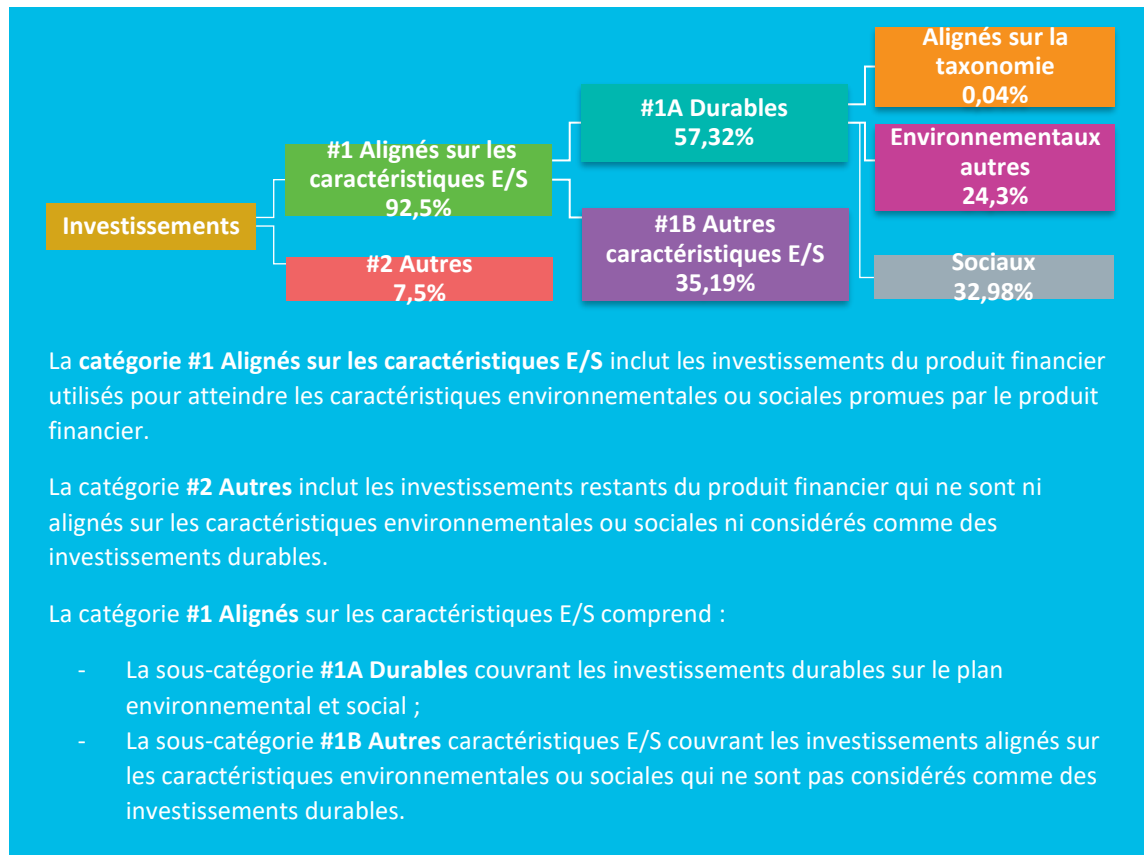 Investissements
#1 Alignés sur les
caractéristiques E/S
92,5%
#2 Autres
7,5%
#1A Durables
57,32%
#1B Autres
caractéristiques E/S
35,19%
Alignés sur la
taxonomie
0,04%
Environnementaux
autres
24,3%
Sociaux
32,98%
La catégorie #1 Alignés sur les caractéristiques E/S inclut les investissements du produit financier
utilisés pour atteindre les caractéristiques environnementales ou sociales promues par le produit
financier.
La catégorie #2 Autres inclut les investissements restants du produit financier qui ne sont ni
alignés sur les caractéristiques environnementales ou sociales ni considérés comme des
investissements durables.
La catégorie #1 Alignés sur les caractéristiques E/S comprend :
- La sous-catégorie #1A Durables couvrant les investissements durables sur le plan
environnemental et social ;
- La sous-catégorie #1B Autres caractéristiques E/S couvrant les investissements alignés sur
les caractéristiques environnementales ou sociales qui ne sont pas considérés comme des
investissements durables.